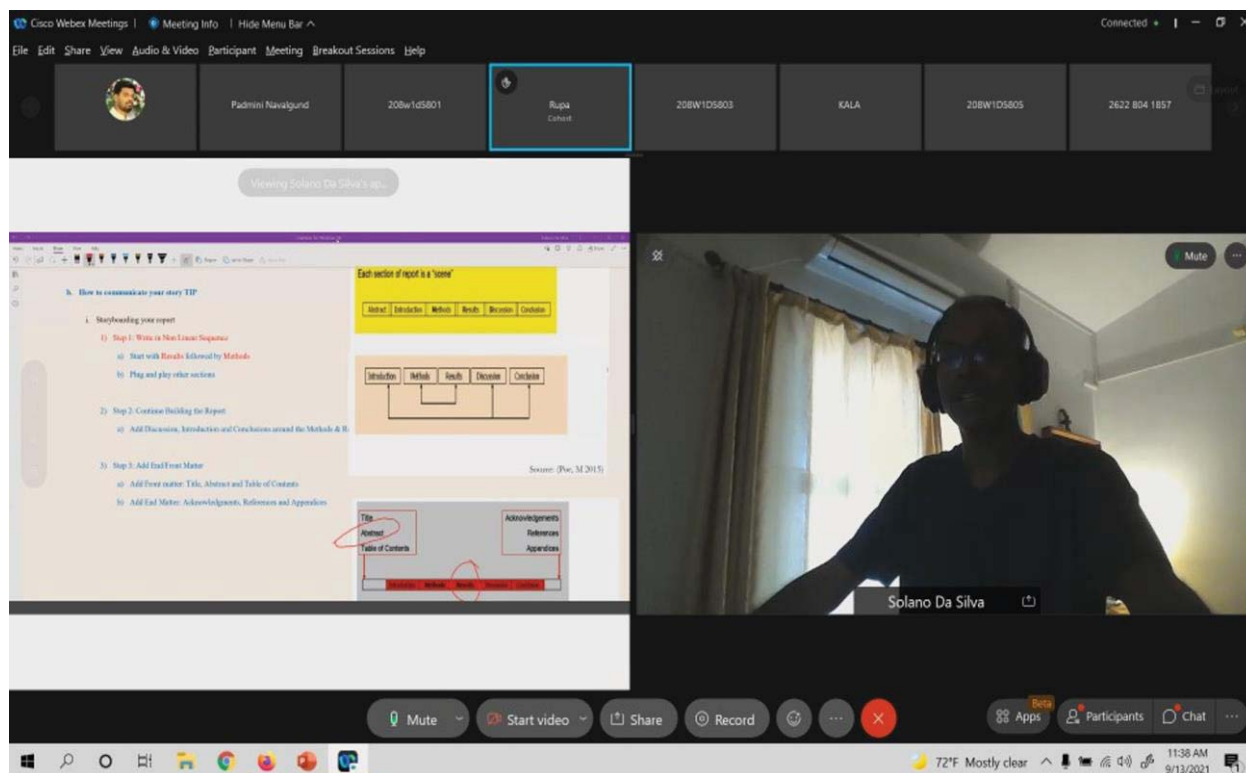 Cisco Webex Meetings | Meeting Info | Hide Menu Bar
Connected
File Edit Share View Audio & Video Participant Meeting Breakout Sessions Help
Padmini Navalgund
208w1d5801
Rupa
Cohost
208W1D5803
KALA
208W1D5805
2622 804 1857
Layout
Viewing Solano Da Silva's ap...
Each section of report is a "scene"
Abstract Introduction Methods Results Discussion Conclusion
b. How to communicate your story TIP
i. Storyboarding your report
1) Step 1: Write in Non Linear Sequence
a) Start with Results followed by Methods
b) Plug and play other sections
Introduction Methods Results Discussion Conclusion
2) Step 2: Continue Building the Report
a) Add Discussion, Introduction and Conclusions around the Methods & R
Source: (Poe, M 2015)
3) Step 3: Add End/Front Matter
a) Add Front matter: Title, Abstract and Table of Contents
b) Add End Matter: Acknowledgments, References and Appendices
Title
Abstract
Table of Contents
Acknowledgements
References
Appendices
Introduction Methods Results Discussion Conclusion
Mute
Solano Da Silva
Mute
Start video
Share
Record
Beta
Apps
Participants
Chat
72°F Mostly clear
11:38 AM
9/13/2021